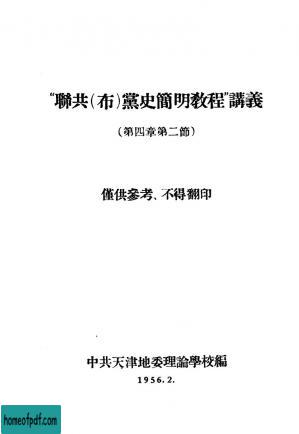 “聯共(布)黨史簡明教程”講義
(第四章第二節)
僅供參考、不得翻印
中共天津地委理論學校編
1956.2.
homeofpdf.com